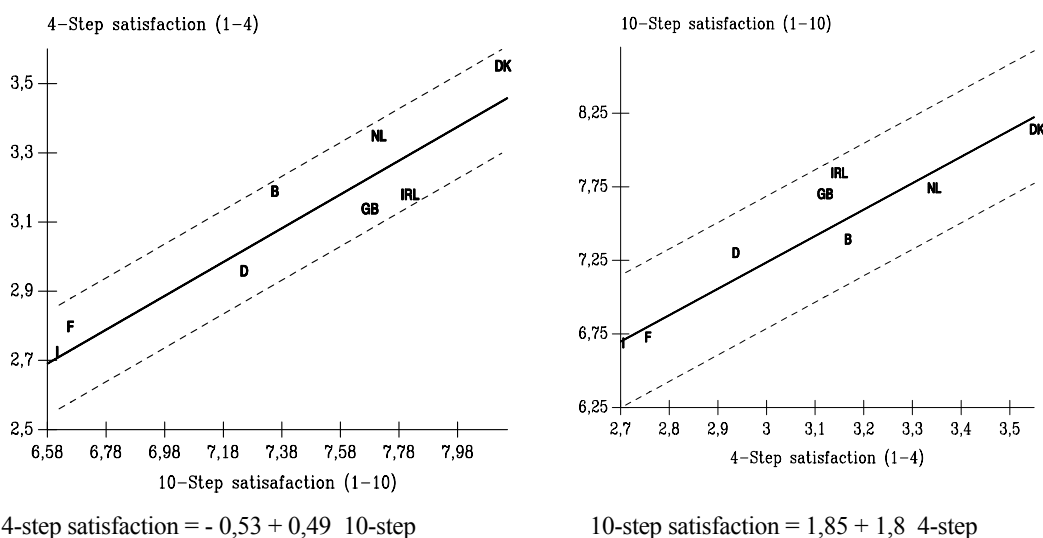 4-Step satisfaction (1-4)
3,5
3,3
3,1
2,9
2,7
2,5
DK
NL
B
IRL
GB
D
F
I
6,58 6,78 6,98 7,18 7,38 7,58 7,78 7,98
10-Step satisafaction (1-10)
4-step satisfaction = - 0,53 + 0,49 10-step
10-Step satisfaction (1-10)
8,25
7,75
7,25
6,75
6,25
DK
IRL
GB
NL
B
D
F
I
2,7 2,8 2,9 3 3,1 3,2 3,3 3,4 3,5
4-Step satisfaction (1-4)
10-step satisfaction = 1,85 + 1,8 4-step